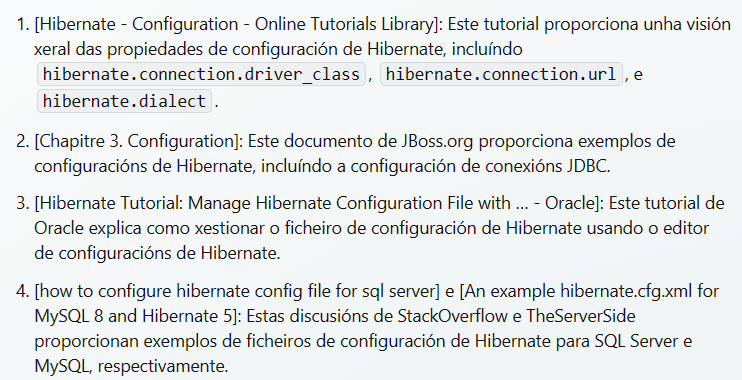 1. [Hibernate - Configuration - Online Tutorials Library]: Este tutorial proporciona unha visión
xeral das propiedades de configuración de Hibernate, incluíndo
hibernate.connection.driver_class, hibernate.connection.url, e
hibernate.dialect.
2. [Chapitre 3. Configuration]: Este documento de JBoss.org proporciona exemplos de
configuracións de Hibernate, incluíndo a configuración de conexións JDBC.
3. [Hibernate Tutorial: Manage Hibernate Configuration File with ... - Oracle]: Este tutorial de
Oracle explica como xestionar o ficheiro de configuración de Hibernate usando o editor
de configuracións de Hibernate.
4. [how to configure hibernate config file for sql server] e [An example hibernate.cfg.xml for
MySQL 8 and Hibernate 5]: Estas discusións de StackOverflow e TheServerSide
proporcionan exemplos de ficheiros de configuración de Hibernate para SQL Server e
MySQL, respectivamente.